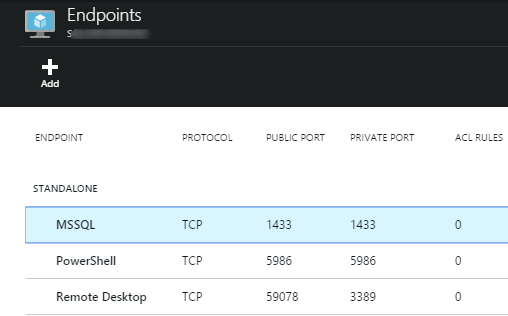 Endpoints
S
Add
ENDPOINT PROTOCOL PUBLIC PORT PRIVATE PORT ACL RULES
STANDALONE
MSSQL TCP 1433 1433 0
PowerShell TCP 5986 5986 0
Remote Desktop TCP 59078 3389 0